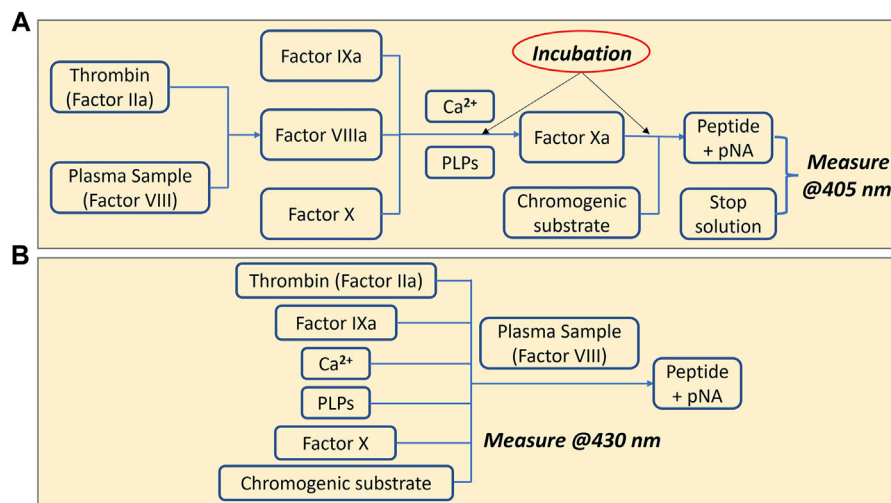 A
Thrombin
(Factor IIa)
Plasma Sample
(Factor VIII)
Factor IXa
Factor VIIIa
Factor X
Ca²⁺
PLPs
Incubation
Factor Xa
Chromogenic
substrate
Peptide
+ pNA
Stop
solution
Measure
@405 nm
B
Thrombin (Factor IIa)
Factor IXa
Ca²⁺
PLPs
Factor X
Chromogenic substrate
Plasma Sample
(Factor VIII)
Measure @430 nm
Peptide
+ pNA